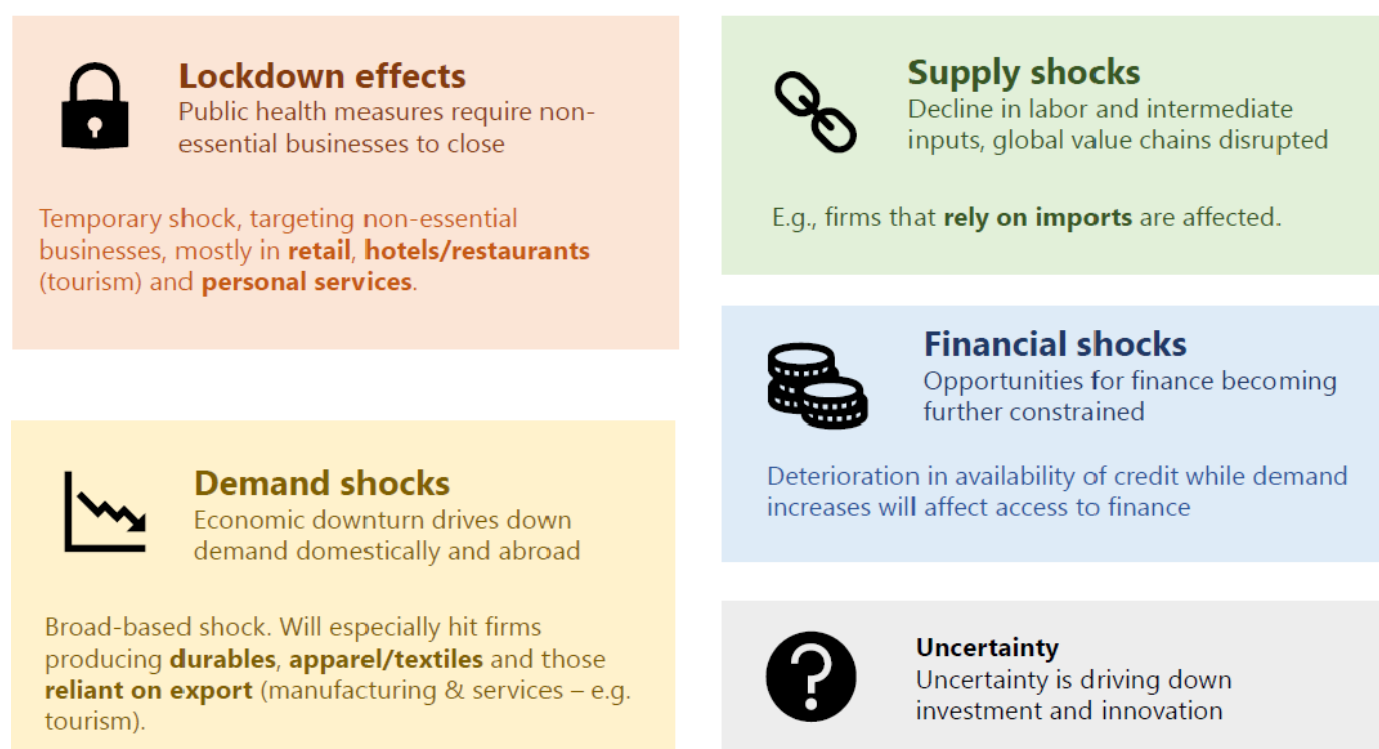 Lockdown effects
Public health measures require non-
essential businesses to close
Temporary shock, targeting non-essential
businesses, mostly in retail, hotels/restaurants
(tourism) and personal services.
Demand shocks
Economic downturn drives down
demand domestically and abroad
Broad-based shock. Will especially hit firms
producing durables, apparel/textiles and those
reliant on export (manufacturing & services – e.g.
tourism).
Supply shocks
Decline in labor and intermediate
inputs, global value chains disrupted
E.g., firms that rely on imports are affected.
Financial shocks
Opportunities for finance becoming
further constrained
Deterioration in availability of credit while demand
increases will affect access to finance
Uncertainty
Uncertainty is driving down
investment and innovation